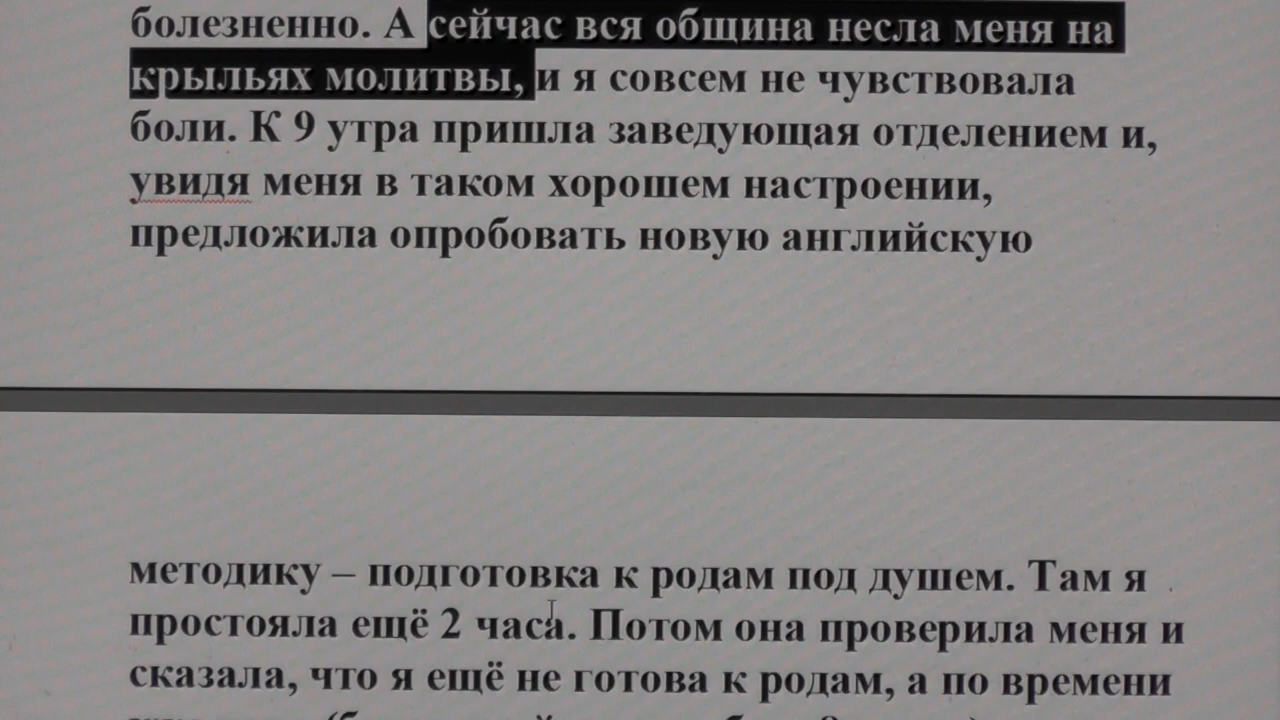 болезненно. А сейчас вся община несла меня на
крыльях молитвы, и я совсем не чувствовала
боли. К 9 утра пришла заведующая отделением и,
увидя меня в таком хорошем настроении,
предложила опробовать новую английскую
методику – подготовка к родам под душем. Там я
простояла ещё 2 часа. Потом она проверила меня и
сказала, что я ещё не готова к родам, а по времени